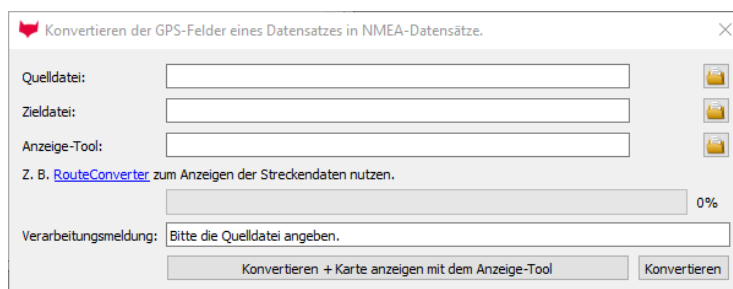 Konvertieren der GPS-Felder eines Datensatzes in NMEA-Datensätze.
Quelldatei:
Zieldatei:
Anzeige-Tool:
Z. B. RouteConverter zum Anzeigen der Streckendaten nutzen.
0%
Verarbeitungsmeldung: Bitte die Quelldatei angeben.
Konvertieren + Karte anzeigen mit dem Anzeige-Tool Konvertieren